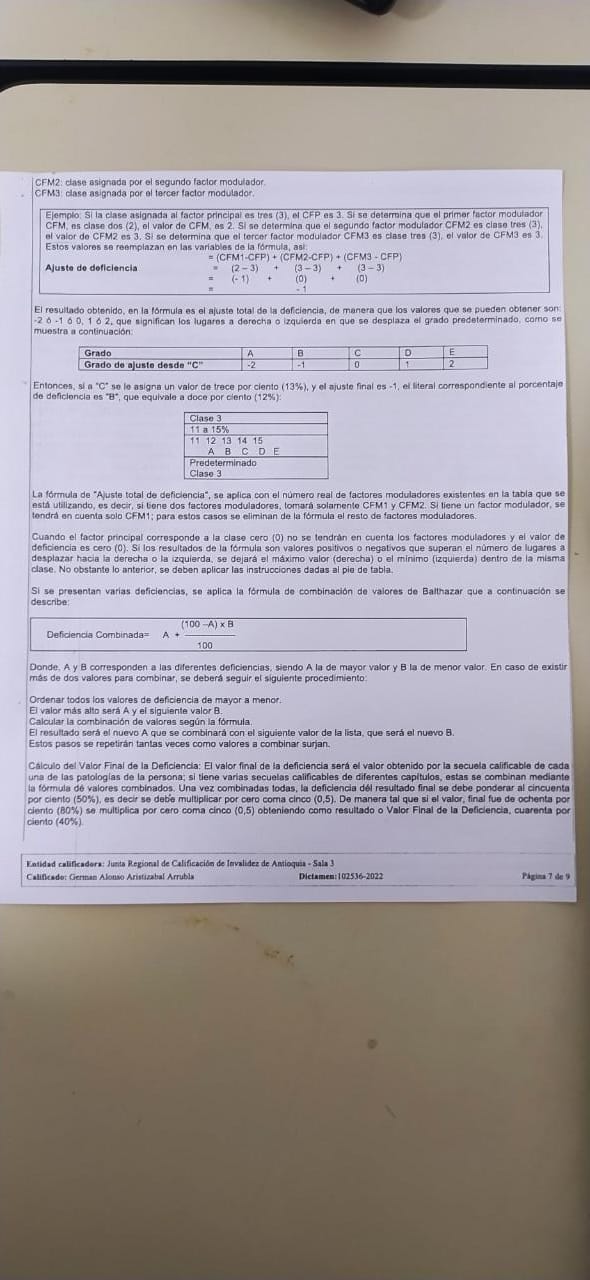 CFM2: clase asignada por el segundo factor modulador.
CFM3: clase asignada por el tercer factor modulador.
Ejemplo: Si la clase asignada al factor principal es tres (3), el CFP es 3. Si se determina que el primer factor modulador
CFM, es clase dos (2), el valor de CFM, es 2. Si se determina que el segundo factor modulador CFM2 es clase tres (3),
el valor de CFM2 es 3. Si se determina que el tercer factor modulador CFM3 es clase tres (3), el valor de CFM3 es 3.
Estos valores se reemplazan en las variables de la fórmula, así:
= (CFM1-CFP) + (CFM2-CFP) + (CFM3 - CFP)
Ajuste de deficiencia = (2 – 3) + (3 – 3) + (3 – 3)
= (- 1) + (0) + (0)
= - 1
El resultado obtenido, en la fórmula es el ajuste total de la deficiencia, de manera que los valores que se pueden obtener son:
-2 ó -1 ó 0, 1 ó 2, que significan los lugares a derecha o izquierda en que se desplaza el grado predeterminado, como se
muestra a continuación:
Grado A B C D E
Grado de ajuste desde "C" -2 -1 0 1 2
Entonces, si a "C" se le asigna un valor de trece por ciento (13%), y el ajuste final es -1, el literal correspondiente al porcentaje
de deficiencia es "B", que equivale a doce por ciento (12%):
Clase 3
11 a 15%
11 12 13 14 15
A B C D E
Predeterminado
Clase 3
La fórmula de "Ajuste total de deficiencia", se aplica con el número real de factores moduladores existentes en la tabla que se
está utilizando, es decir, si tiene dos factores moduladores, tomará solamente CFM1 y CFM2. Si tiene un factor modulador, se
tendrá en cuenta solo CFM1; para estos casos se eliminan de la fórmula el resto de factores moduladores.
Cuando el factor principal corresponde a la clase cero (0) no se tendrán en cuenta los factores moduladores y el valor de
deficiencia es cero (0). Si los resultados de la fórmula son valores positivos o negativos que superan el número de lugares a
desplazar hacia la derecha o la izquierda, se dejará el máximo valor (derecha) o el mínimo (izquierda) dentro de la misma
clase. No obstante lo anterior, se deben aplicar las instrucciones dadas al pie de tabla.
Si se presentan varias deficiencias, se aplica la fórmula de combinación de valores de Balthazar que a continuación se
describe:
(100 –A) x B
Deficiencia Combinada= A +
100
Donde, A y B corresponden a las diferentes deficiencias, siendo A la de mayor valor y B la de menor valor. En caso de existir
más de dos valores para combinar, se deberá seguir el siguiente procedimiento:
Ordenar todos los valores de deficiencia de mayor a menor.
El valor más alto será A y el siguiente valor B.
Calcular la combinación de valores según la fórmula.
El resultado será el nuevo A que se combinará con el siguiente valor de la lista, que será el nuevo B.
Estos pasos se repetirán tantas veces como valores a combinar surjan.
Cálculo del Valor Final de la Deficiencia: El valor final de la deficiencia será el valor obtenido por la secuela calificable de cada
una de las patologías de la persona; si tiene varias secuelas calificables de diferentes capítulos, estas se combinan mediante
la fórmula de valores combinados. Una vez combinadas todas, la deficiencia dél resultado final se debe ponderar al cincuenta
por ciento (50%), es decir se debe multiplicar por cero coma cinco (0,5). De manera tal que si el valor, final fue de ochenta por
ciento (80%) se multiplica por cero coma cinco (0,5) obteniendo como resultado o Valor Final de la Deficiencia, cuarenta por
ciento (40%).
Entidad calificadora: Junta Regional de Calificación de Invalidez de Antioquia - Sala 3
Calificado: German Alonso Aristizabal Arrubla Dictamen:102536-2022 Página 7 de 9